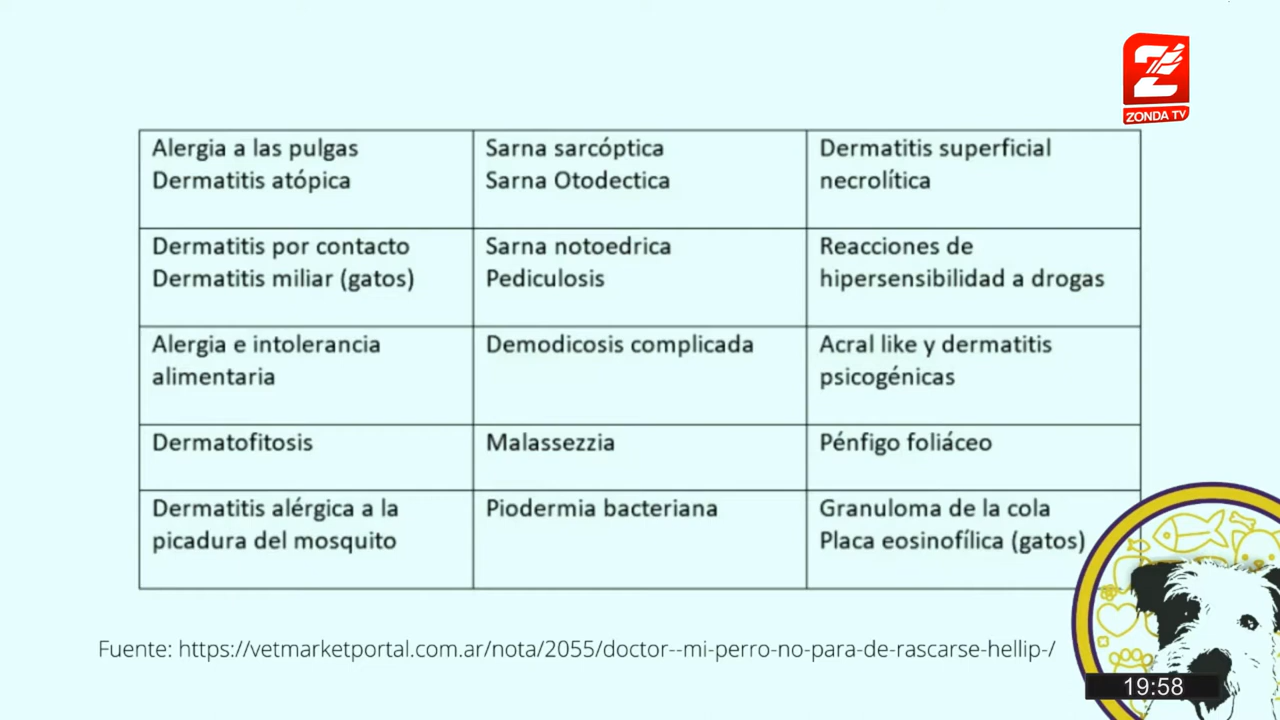 Z
ZONDA TV
Alergia a las pulgas
Dermatitis atópica
Sarna sarcóptica
Sarna Otodectica
Dermatitis superficial
necrolítica
Dermatitis por contacto
Dermatitis miliar (gatos)
Sarna notoedrica
Pediculosis
Reacciones de
hipersensibilidad a drogas
Alergia e intolerancia
alimentaria
Demodicosis complicada
Acral like y dermatitis
psicogénicas
Dermatofitosis
Malassezzia
Pénfigo foliáceo
Dermatitis alérgica a la
picadura del mosquito
Piodermia bacteriana
Granuloma de la cola
Placa eosinofílica (gatos)
Fuente: https://vetmarketportal.com.ar/nota/2055/doctor--mi-perro-no-para-de-rascarse-hellip-/
19:58